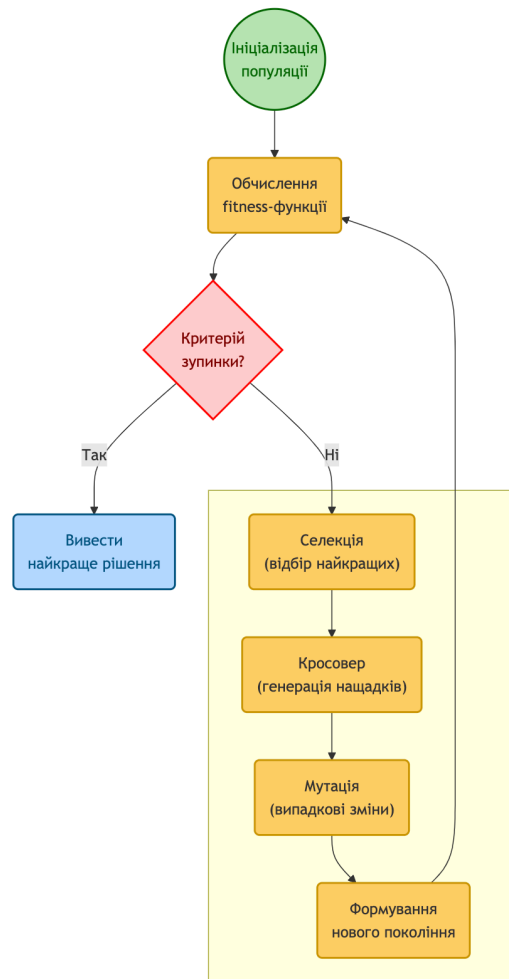 Ініціалізація
популяції
Обчислення
fitness-функції
Критерій
зупинки?
Так
Ні
Вивести
найкраще рішення
Селекція
(відбір найкращих)
Кросовер
(генерація нащадків)
Мутація
(випадкові зміни)
Формування
нового покоління